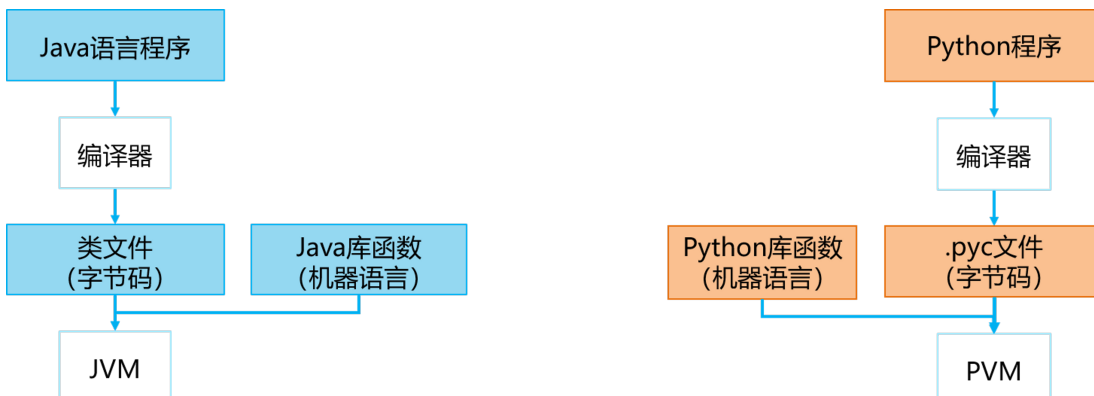 Java语言程序
编译器
类文件
（字节码）
Java库函数
（机器语言）
JVM
Python程序
编译器
Python库函数
（机器语言）
.pyc文件
（字节码）
PVM